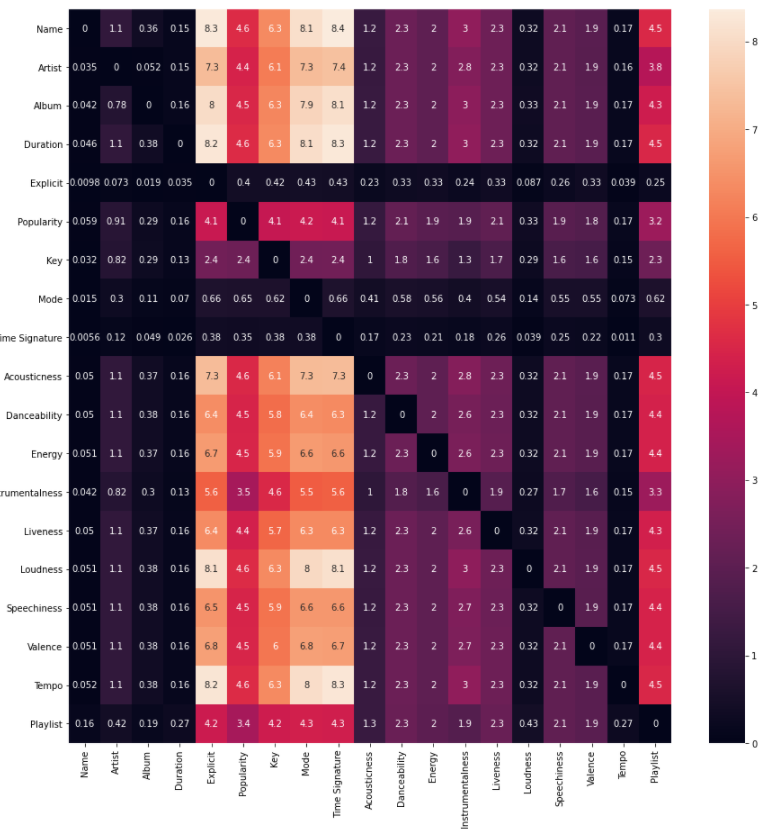 Name 0 1.1 0.36 0.15 8.3 4.6 6.3 8.1 8.4 1.2 2.3 2 3 2.3 0.32 2.1 1.9 0.17 4.5
Artist 0.035 0 0.052 0.15 7.3 4.4 6.1 7.3 7.4 1.2 2.3 2 2.8 2.3 0.32 2.1 1.9 0.16 3.8
Album 0.042 0.78 0 0.16 8 4.5 6.3 7.9 8.1 1.2 2.3 2 3 2.3 0.33 2.1 1.9 0.17 4.3
Duration 0.046 1.1 0.38 0 8.2 4.6 6.3 8.1 8.3 1.2 2.3 2 3 2.3 0.32 2.1 1.9 0.17 4.5
Explicit 0.0098 0.073 0.019 0.035 0 0.4 0.42 0.43 0.43 0.23 0.33 0.33 0.24 0.33 0.087 0.26 0.33 0.039 0.25
Popularity 0.059 0.91 0.29 0.16 4.1 0 4.1 4.2 4.1 1.2 2.1 1.9 1.9 2.1 0.33 1.9 1.8 0.17 3.2
Key 0.032 0.82 0.29 0.13 2.4 2.4 0 2.4 2.4 1 1.8 1.6 1.3 1.7 0.29 1.6 1.6 0.15 2.3
Mode 0.015 0.3 0.11 0.07 0.66 0.65 0.62 0 0.66 0.41 0.58 0.56 0.4 0.54 0.14 0.55 0.55 0.073 0.62
ime Signature 0.0056 0.12 0.049 0.026 0.38 0.35 0.38 0.38 0 0.17 0.23 0.21 0.18 0.26 0.039 0.25 0.22 0.011 0.3
Acousticness 0.05 1.1 0.37 0.16 7.3 4.6 6.1 7.3 7.3 0 2.3 2 2.8 2.3 0.32 2.1 1.9 0.17 4.5
Danceability 0.05 1.1 0.38 0.16 6.4 4.5 5.8 6.4 6.3 1.2 0 2 2.6 2.3 0.32 2.1 1.9 0.17 4.4
Energy 0.051 1.1 0.37 0.16 6.7 4.5 5.9 6.6 6.6 1.2 2.3 0 2.6 2.3 0.32 2.1 1.9 0.17 4.4
trumentalness 0.042 0.82 0.3 0.13 5.6 3.5 4.6 5.5 5.6 1 1.8 1.6 0 1.9 0.27 1.7 1.6 0.15 3.3
Liveness 0.05 1.1 0.37 0.16 6.4 4.4 5.7 6.3 6.3 1.2 2.3 2 2.6 0 0.32 2.1 1.9 0.17 4.3
Loudness 0.051 1.1 0.38 0.16 8.1 4.6 6.3 8 8.1 1.2 2.3 2 3 2.3 0 2.1 1.9 0.17 4.5
Speechiness 0.051 1.1 0.38 0.16 6.5 4.5 5.9 6.6 6.6 1.2 2.3 2 2.7 2.3 0.32 0 1.9 0.17 4.4
Valence 0.051 1.1 0.38 0.16 6.8 4.5 6 6.8 6.7 1.2 2.3 2 2.7 2.3 0.32 2.1 0 0.17 4.4
Tempo 0.052 1.1 0.38 0.16 8.2 4.6 6.3 8 8.3 1.2 2.3 2 3 2.3 0.32 2.1 1.9 0 4.5
Playlist 0.16 0.42 0.19 0.27 4.2 3.4 4.2 4.3 4.3 1.3 2.3 2 1.9 2.3 0.43 2.1 1.9 0.27 0
Name
Artist
Album
Duration
Explicit
Popularity
Key
Mode
Time Signature
Acousticness
Danceability
Energy
Instrumentalness
Liveness
Loudness
Speechiness
Valence
Tempo
Playlist
8
7
6
5
4
3
2
1
0